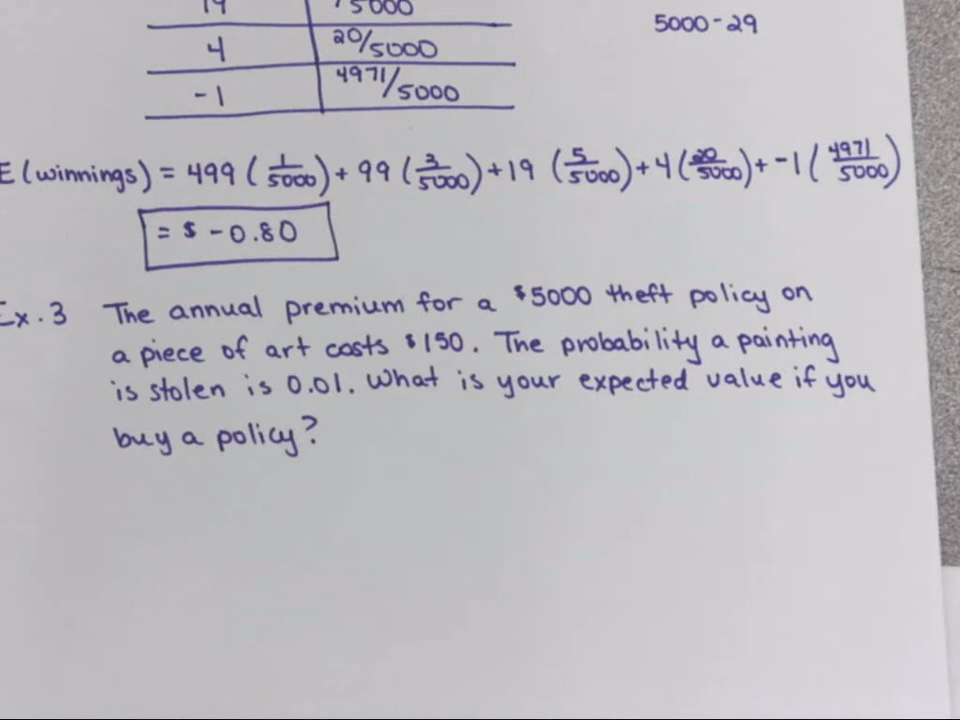 19 5000
5000-29
4 20/5000
-1 4971/5000
E(winnings) = 499 (1/5000) + 99 (3/5000) + 19 (5/5000) + 4 (20/5000) + -1 (4971/5000)
= $ -0.80
Ex. 3 The annual premium for a $5000 theft policy on
a piece of art costs $150. The probability a painting
is stolen is 0.01. What is your expected value if you
buy a policy?